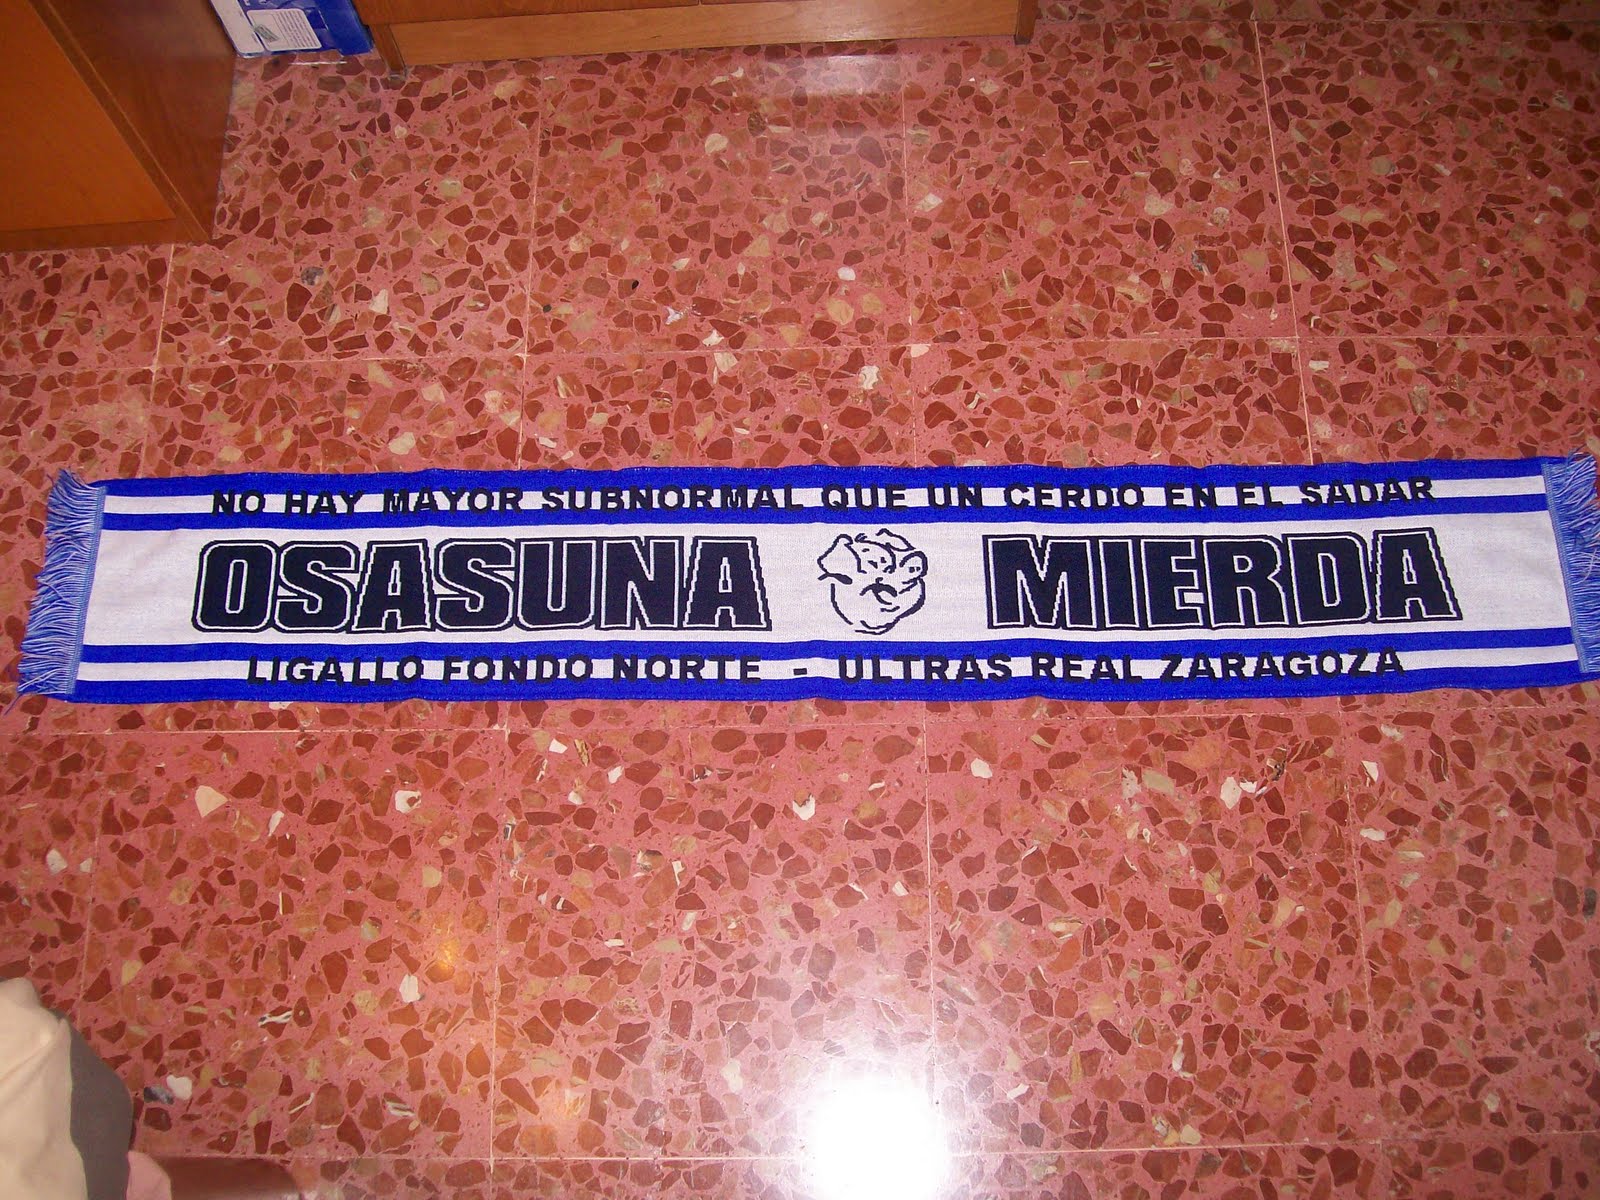 NO HAY MAYOR SUBNORMAL QUE UN CERDO EN EL SADAR
OSASUNA MIERDA
LIGALLO FONDO NORTE - ULTRAS REAL ZARAGOZA